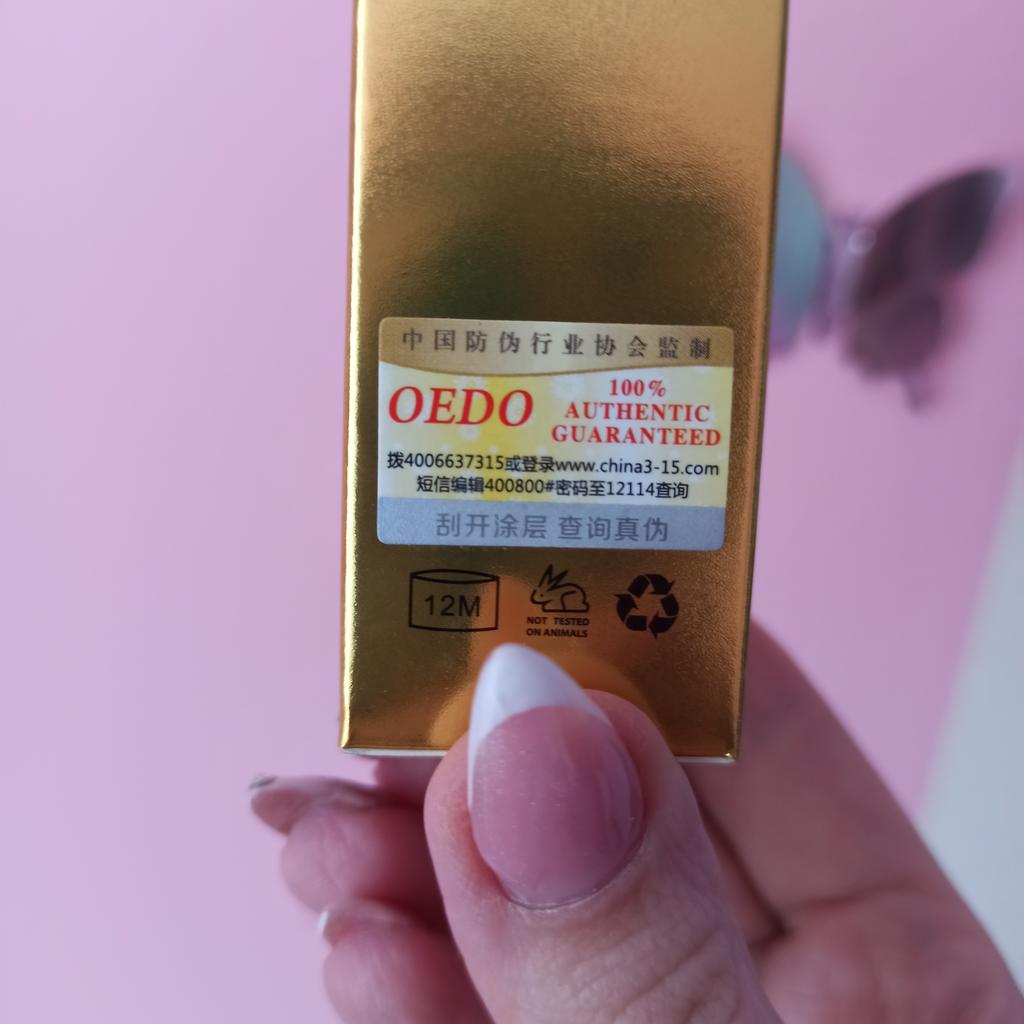 中国防伪行业协会监制
OEDO
100%
AUTHENTIC
GUARANTEED
拨4006637315或登录www.china3-15.com
短信编辑400800#密码至12114查询
刮开涂层 查询真伪
12M
NOT TESTED
ON ANIMALS